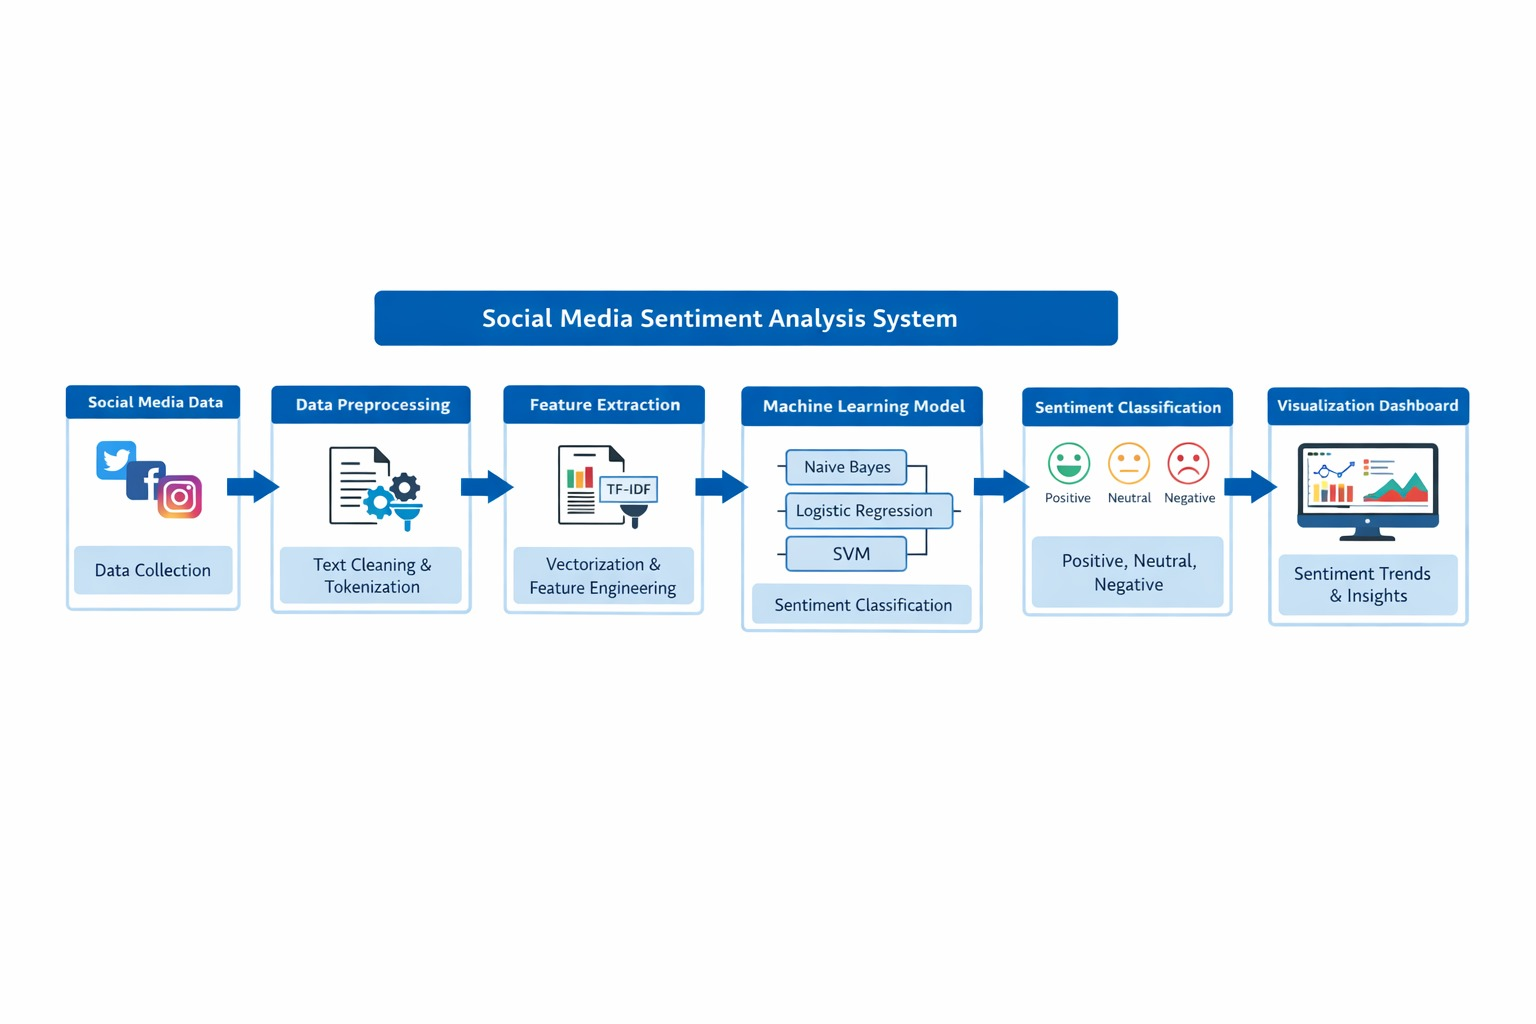 Social Media Sentiment Analysis System
Social Media Data
Data Collection
Data Preprocessing
Text Cleaning &
Tokenization
Feature Extraction
TF-IDF
Vectorization &
Feature Engineering
Machine Learning Model
Naive Bayes
Logistic Regression
SVM
Sentiment Classification
Sentiment Classification
Positive
Neutral
Negative
Positive, Neutral,
Negative
Visualization Dashboard
Sentiment Trends
& Insights